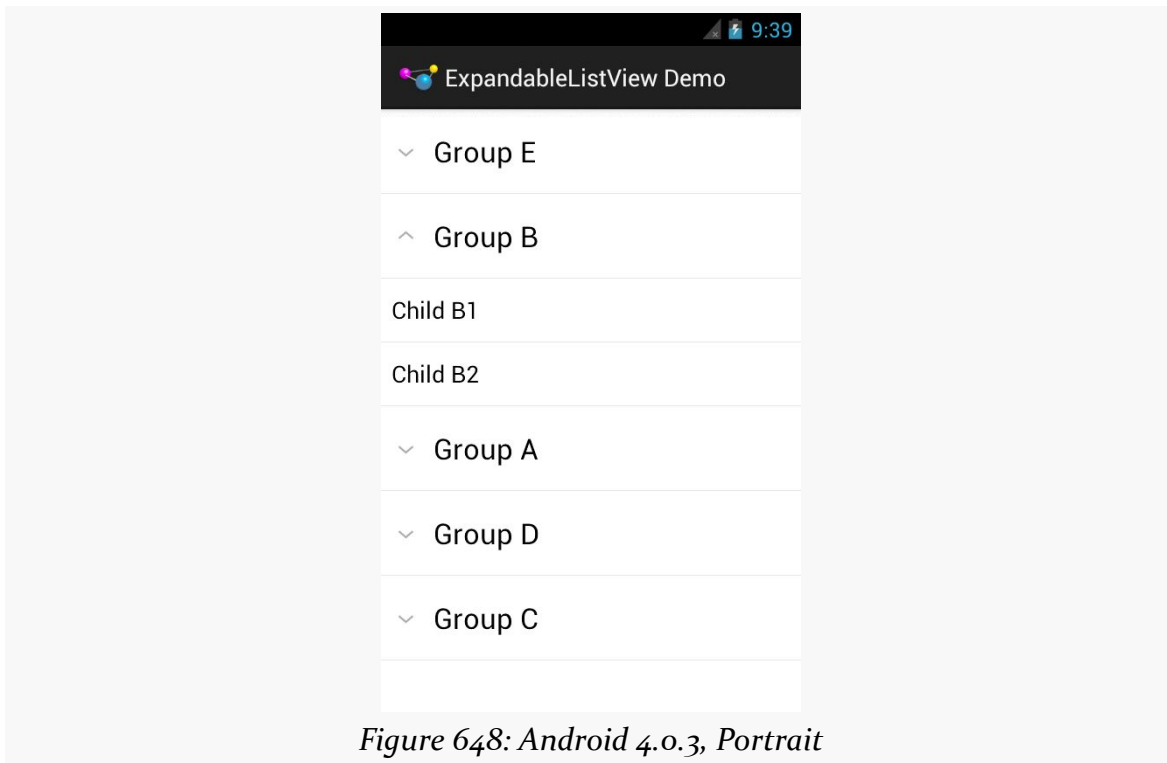 9:39
ExpandableListView Demo
Group E
Group B
Child B1
Child B2
Group A
Group D
Group C
Figure 648: Android 4.0.3, Portrait